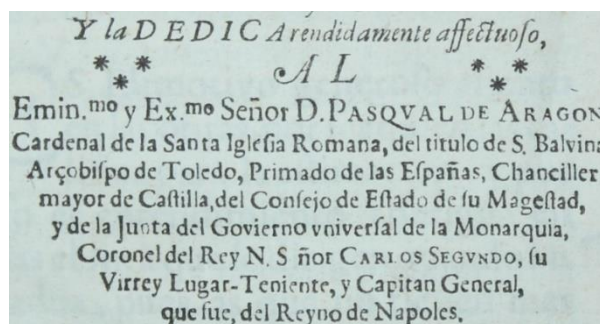 Y la DEDICA rendidamente affectuoſo,
AL
Emin.mo y Ex.mo Señor D. PASQVAL DE ARAGON
Cardenal de la Santa Igleſia Romana, del titulo de S. Balvina
Arçobiſpo de Toledo, Primado de las Eſpañas, Chanciller
mayor de Caſtilla, del Conſejo de Eſtado de ſu Mageſtad,
y de la Junta del Govierno vniverſal de la Monarquia,
Coronel del Rey N. S ñor CARLOS SEGVNDO, ſu
Virrey Lugar-Teniente, y Capitan General,
que fue, del Reyno de Napoles.